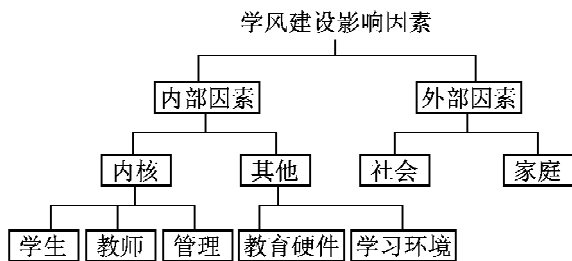 学风建设影响因素
内部因素 外部因素
内核 其他 社会 家庭
学生 教师 管理 教育硬件 学习环境